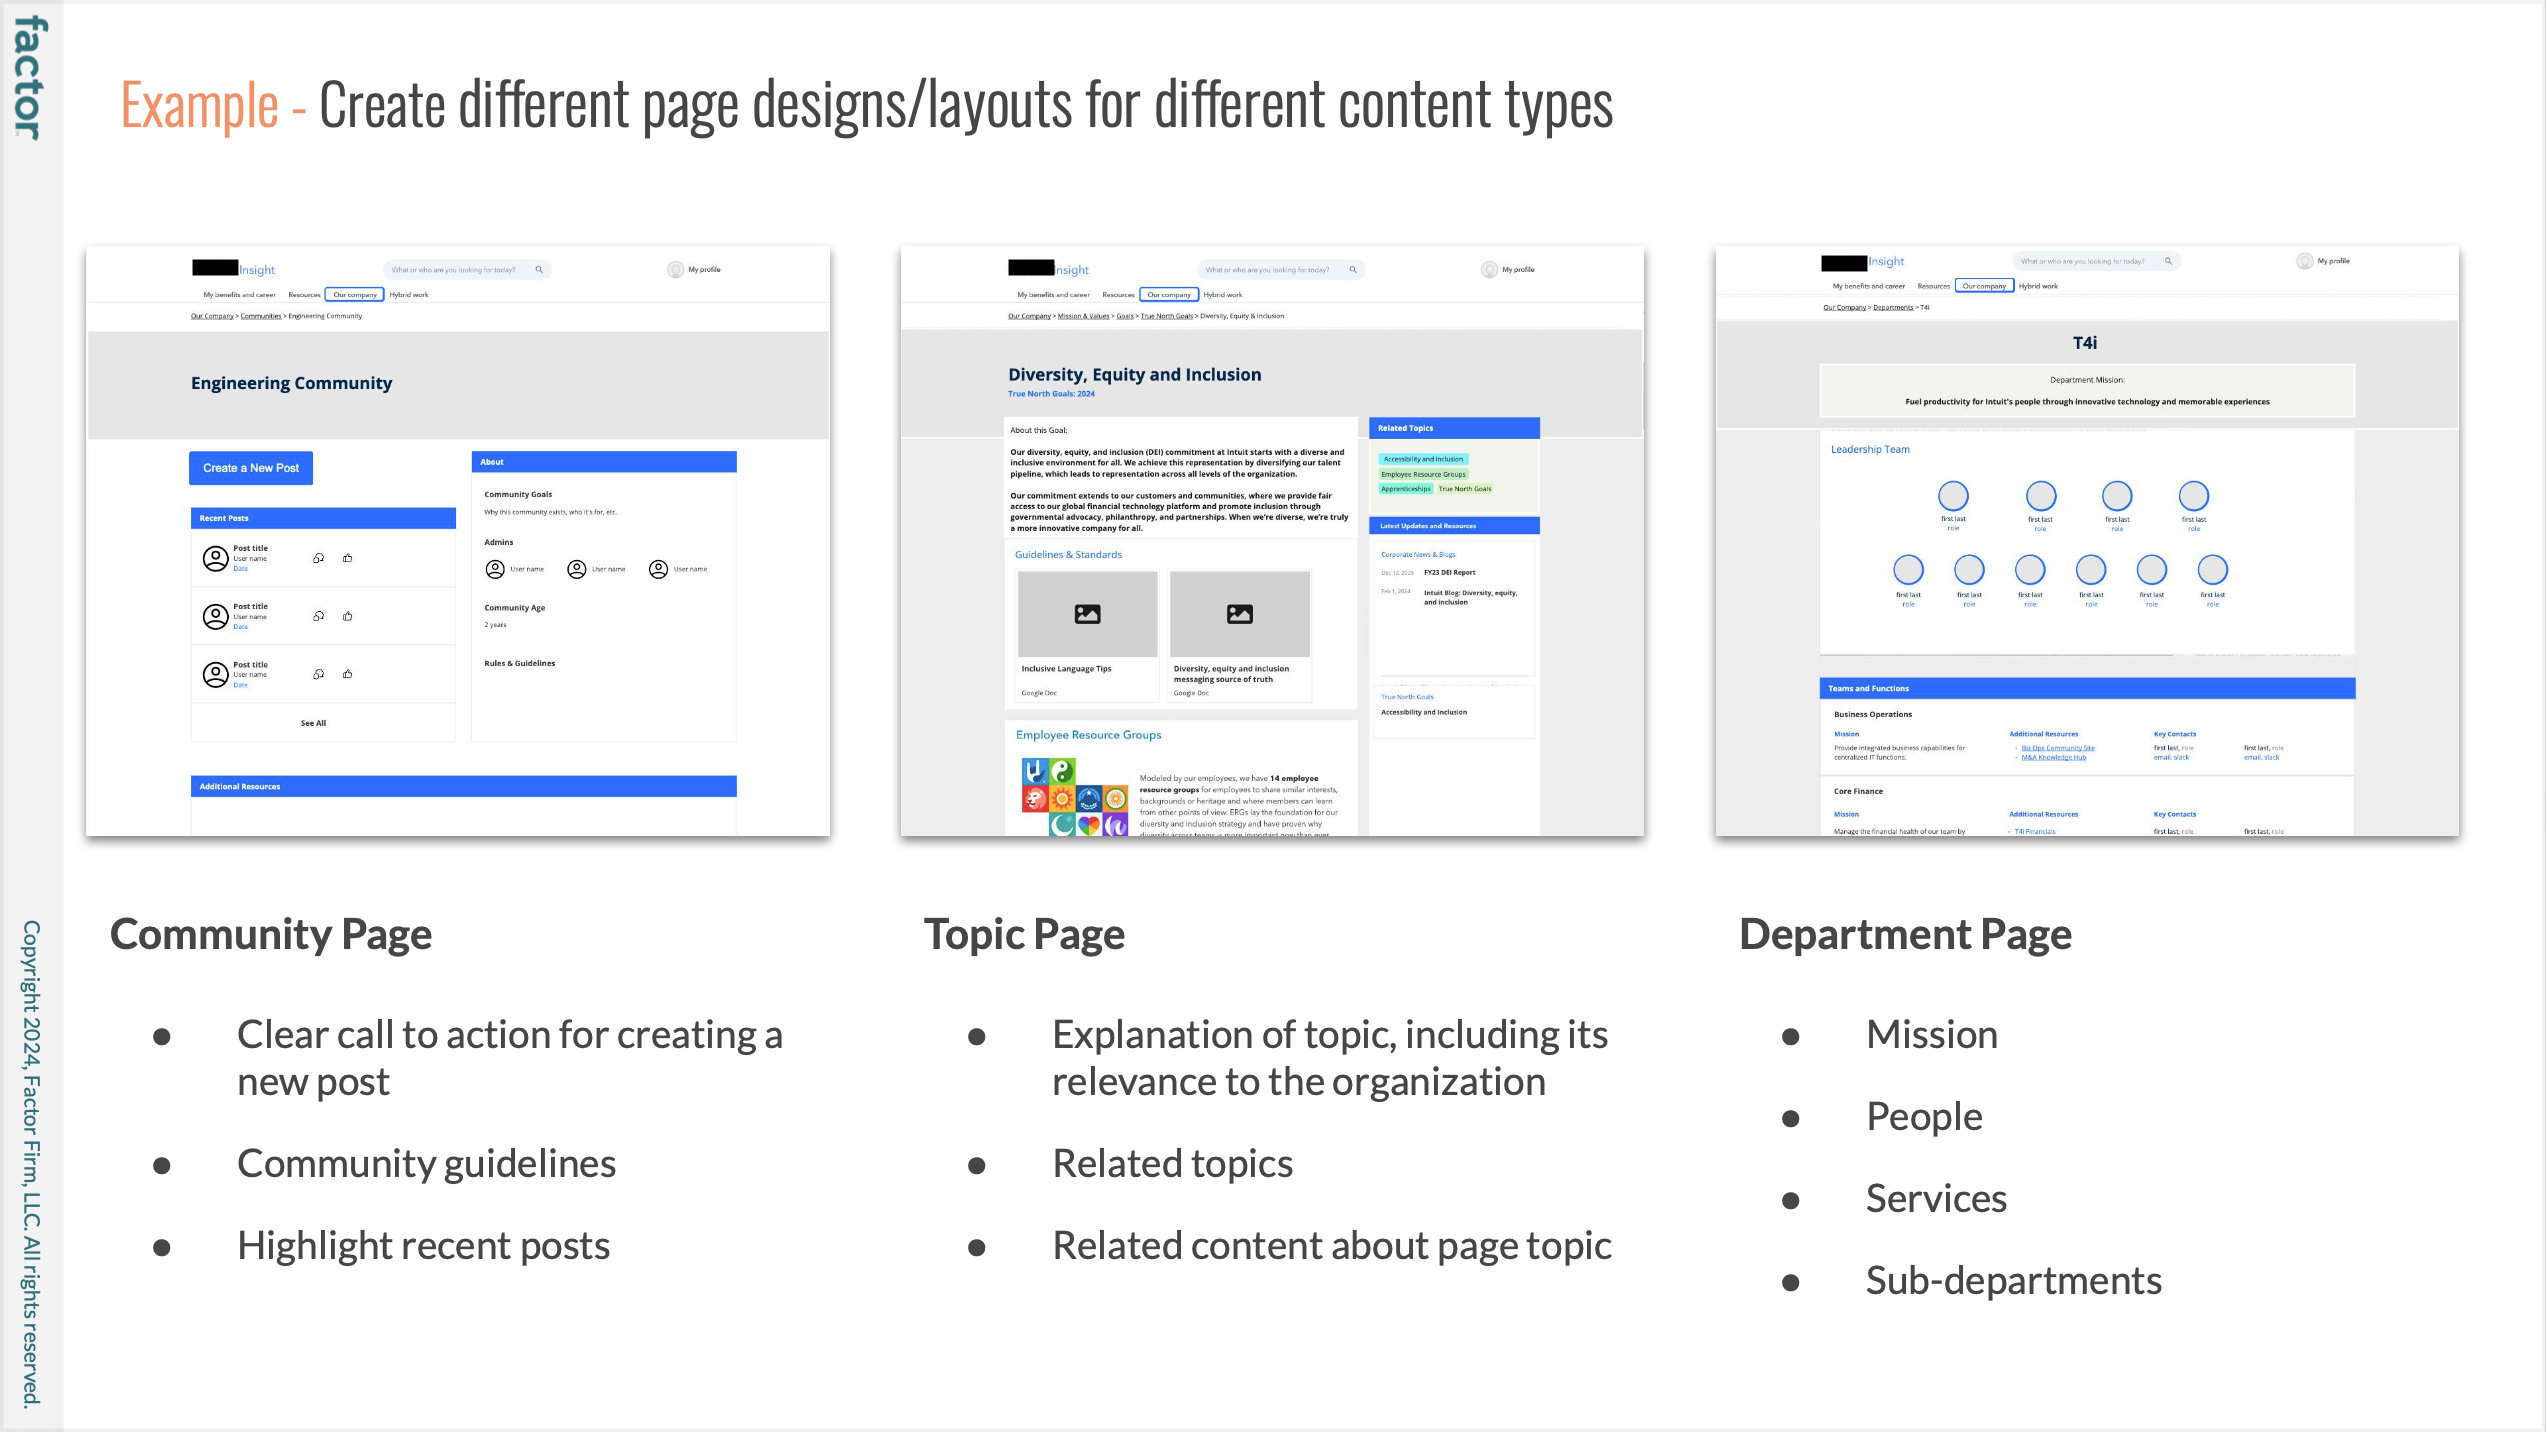 factor
Example - Create different page designs/layouts for different content types
Insight
What or who are you looking for today?
My profile
My benefits and career
Resources
Our company
Hybrid work
Our Company > Communities > Engineering Community
Engineering Community
Create a New Post
Recent Posts
Post title
User name
Date
Post title
User name
Date
Post title
User name
Date
See All
About
Community Goals
Why this community exists, who it's for, etc.
Admins
User name
User name
User name
Community Age
2 years
Rules & Guidelines
Additional Resources
Insight
What or who are you looking for today?
My profile
My benefits and career
Resources
Our company
Hybrid work
Our Company > Mission & Values > Goals > True North Goals > Diversity, Equity & Inclusion
Diversity, Equity and Inclusion
True North Goals: 2024
About this Goal:
Our diversity, equity, and inclusion (DEI) commitment at Intuit starts with a diverse and
inclusive environment for all. We achieve this representation by diversifying our talent
pipeline, which leads to representation across all levels of the organization.
Our commitment extends to our customers and communities, where we provide fair
access to our global financial technology platform and promote inclusion through
governmental advocacy, philanthropy, and partnerships. When we're diverse, we're truly
a more innovative company for all.
Guidelines & Standards
Inclusive Language Tips
Google Doc
Diversity, equity and inclusion
messaging source of truth
Google Doc
Employee Resource Groups
Modeled by our employees, we have 14 employee
resource groups for employees to share similar interests,
backgrounds or heritage and where members can learn
from other points of view. ERGs lay the foundation for our
diversity and inclusion strategy and have proven why
diversity across teams is more important now than ever
Related Topics
Accessibility and Inclusion
Employee Resource Groups
Apprenticeships
True North Goals
Latest Updates and Resources
Corporate News & Blogs
Dec 12, 2023
FY23 DEI Report
Feb 1, 2024
Intuit Blog: Diversity, equity,
and inclusion
True North Goals
Accessibility and Inclusion
Insight
What or who are you looking for today?
My profile
My benefits and career
Resources
Our company
Hybrid work
Our Company > Departments > T4i
T4i
Department Mission:
Fuel productivity for Intuit's people through innovative technology and memorable experiences
Leadership Team
first last
role
first last
role
first last
role
first last
role
first last
role
first last
role
first last
role
first last
role
first last
role
first last
role
Teams and Functions
Business Operations
Mission
Provide integrated business capabilities for
centralized IT functions.
Additional Resources
Biz Ops Community Site
M&A Knowledge Hub
Key Contacts
first last, role
email, slack
first last, role
email, slack
Core Finance
Mission
Manage the financial health of our team by
Additional Resources
T4i Financials
Key Contacts
first last, role
first last, role
Community Page
● Clear call to action for creating a
new post
● Community guidelines
● Highlight recent posts
Topic Page
● Explanation of topic, including its
relevance to the organization
● Related topics
● Related content about page topic
Department Page
● Mission
● People
● Services
● Sub-departments
Copyright 2024, Factor Firm, LLC. All rights reserved.